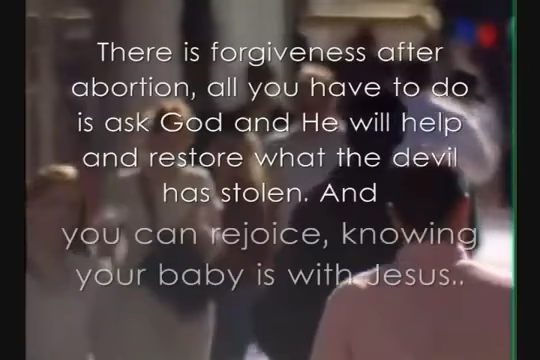 There is forgiveness after
abortion, all you have to do
is ask God and He will help
and restore what the devil
has stolen. And
you can rejoice, knowing
your baby is with Jesus..